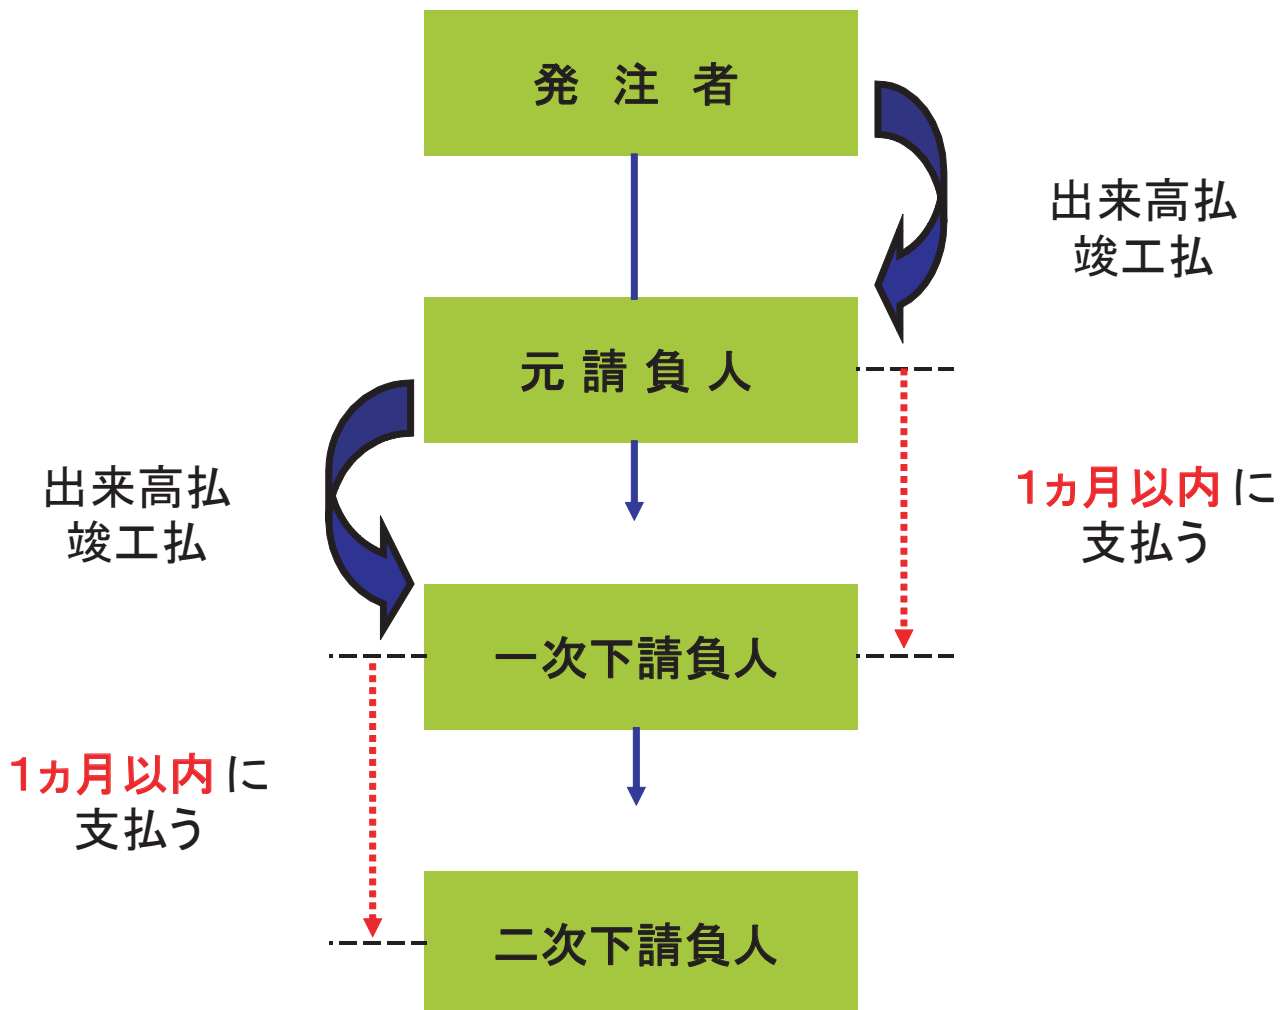 発注者
出来高払
竣工払
元請負人
出来高払
竣工払
1ヵ月以内に
支払う
一次下請負人
1ヵ月以内に
支払う
二次下請負人